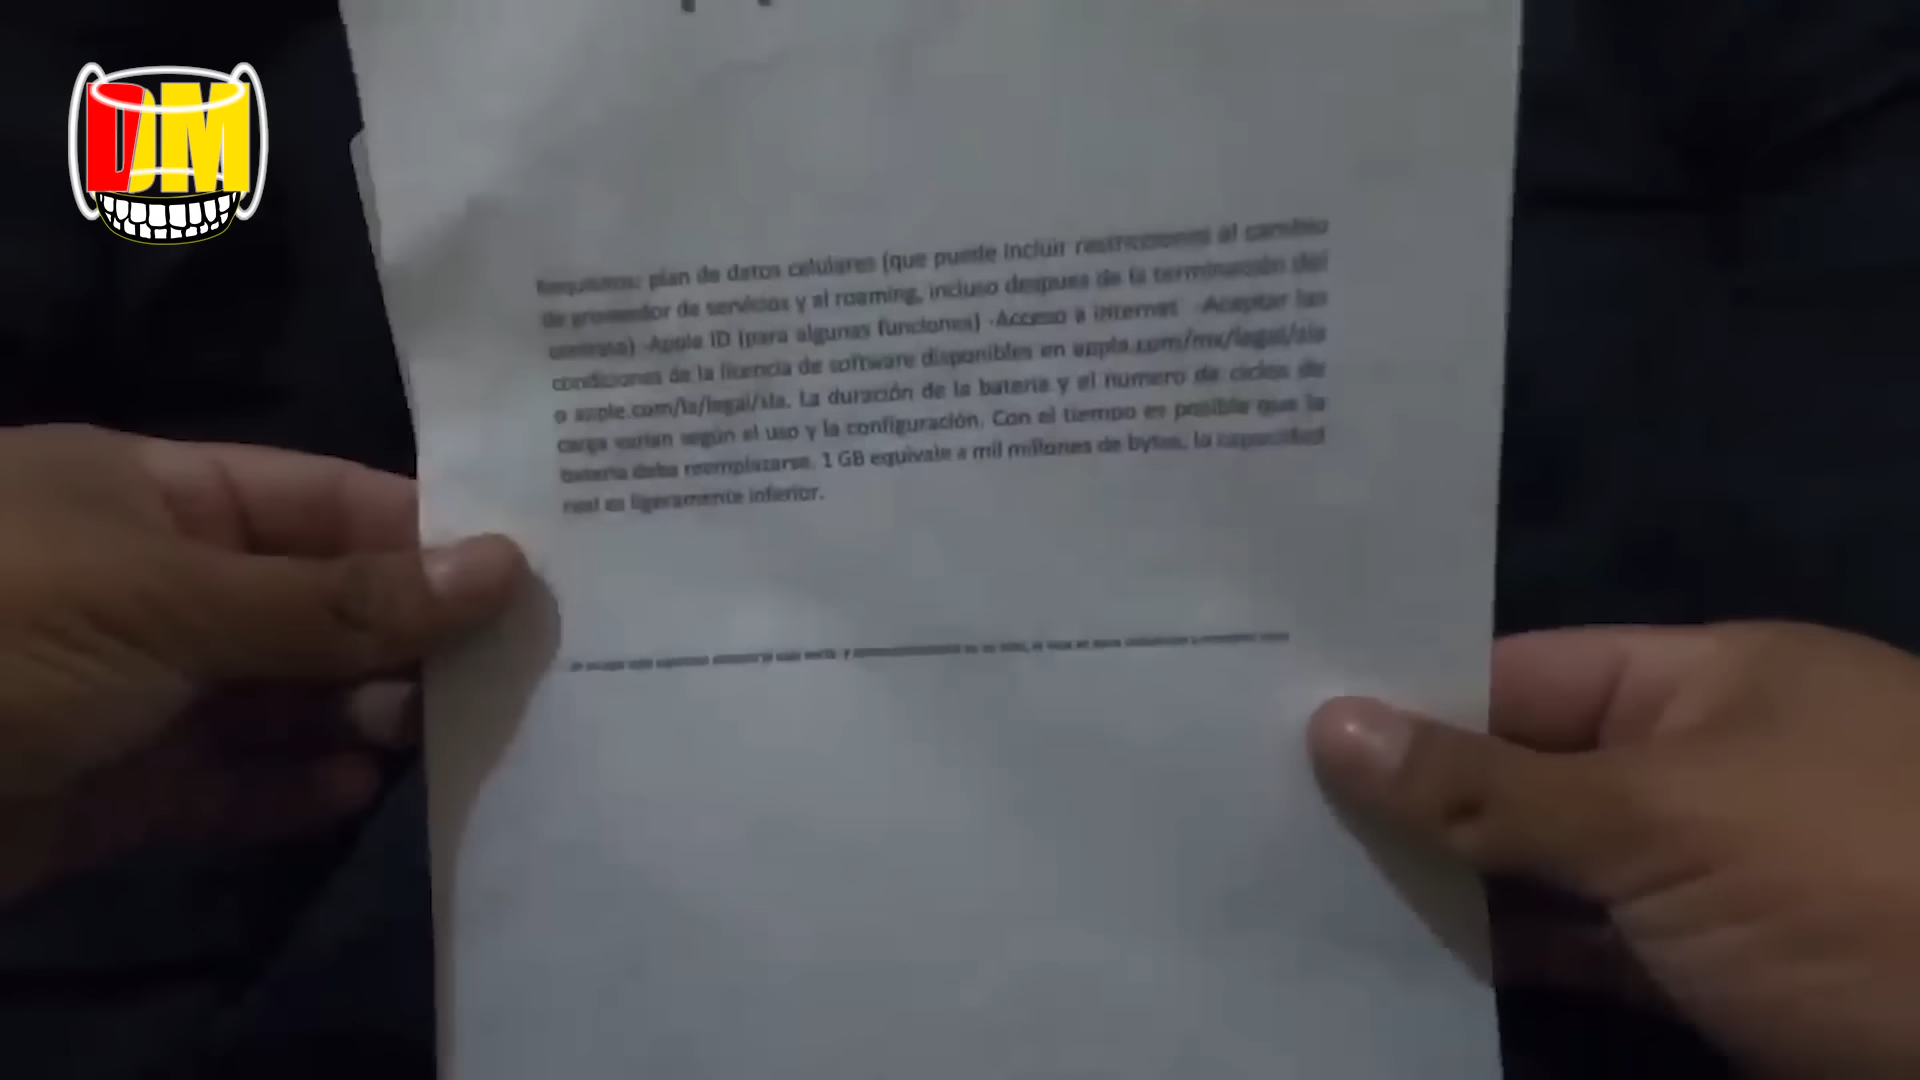 DM
Requisitos: plan de datos celulares (que puede incluir restricciones al cambio
de proveedor de servicios y al roaming, incluso despues de la terminación del
contrato) -Apple ID (para algunas funciones) -Acceso a internet -Aceptar las
condiciones de la licencia de software disponibles en apple.com/mx/legal/sla
o apple.com/la/legal/sla. La duración de la bateria y el numero de ciclos de
carga varian según el uso y la configuración. Con el tiempo es posible que la
bateria deba reemplazarse. 1 GB equivale a mil millones de bytes, la capacidad
real es ligeramente inferior.